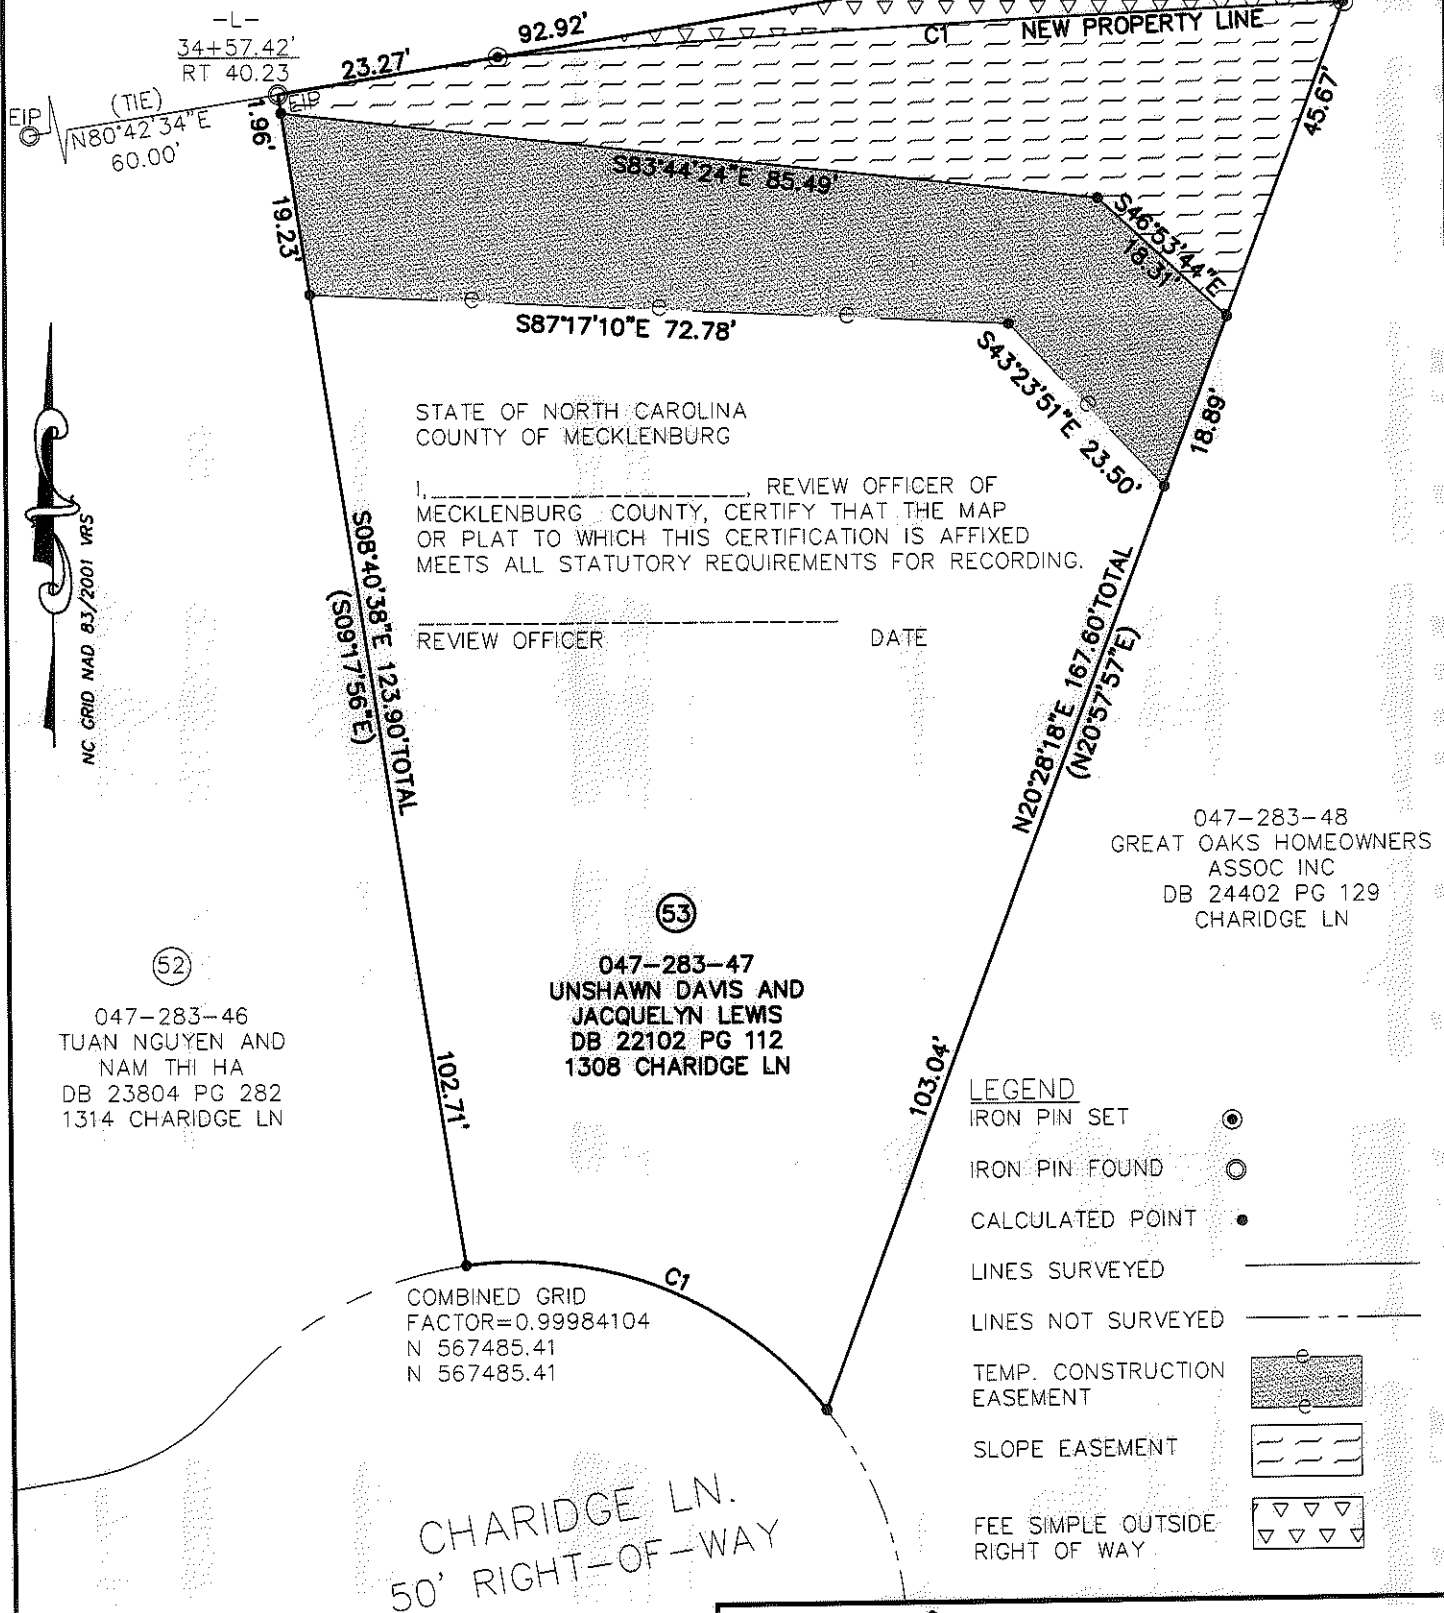 -L-
34+57.42'
RT 40.23
92.92'
23.27'
C1
NEW PROPERTY LINE
EIP
(TIE)
N80°42'34"E
60.00'
EIP
1.96'
45.67'
S83°44'24"E 85.49'
19.23'
S46°53'44"E
18.31'
S87°17'10"E 72.78'
S43°23'51"E 23.50'
18.89'
STATE OF NORTH CAROLINA
COUNTY OF MECKLENBURG
I,____________________, REVIEW OFFICER OF
MECKLENBURG COUNTY, CERTIFY THAT THE MAP
OR PLAT TO WHICH THIS CERTIFICATION IS AFFIXED
MEETS ALL STATUTORY REQUIREMENTS FOR RECORDING.
REVIEW OFFICER DATE
NC GRID NAD 83/2001 VRS
S08°40'38"E 123.90'TOTAL
(S09°17'56"E)
N20°28'18"E 167.60'TOTAL
(N20°57'57"E)
047-283-48
GREAT OAKS HOMEOWNERS
ASSOC INC
DB 24402 PG 129
CHARIDGE LN
53
047-283-47
UNSHAWN DAVIS AND
JACQUELYN LEWIS
DB 22102 PG 112
1308 CHARIDGE LN
52
047-283-46
TUAN NGUYEN AND
NAM THI HA
DB 23804 PG 282
1314 CHARIDGE LN
102.71'
103.04'
C1
COMBINED GRID
FACTOR=0.99984104
N 567485.41
N 567485.41
CHARIDGE LN.
50' RIGHT-OF-WAY
LEGEND
IRON PIN SET
IRON PIN FOUND
CALCULATED POINT
LINES SURVEYED
LINES NOT SURVEYED
TEMP. CONSTRUCTION
EASEMENT
e
e
SLOPE EASEMENT
FEE SIMPLE OUTSIDE
RIGHT OF WAY